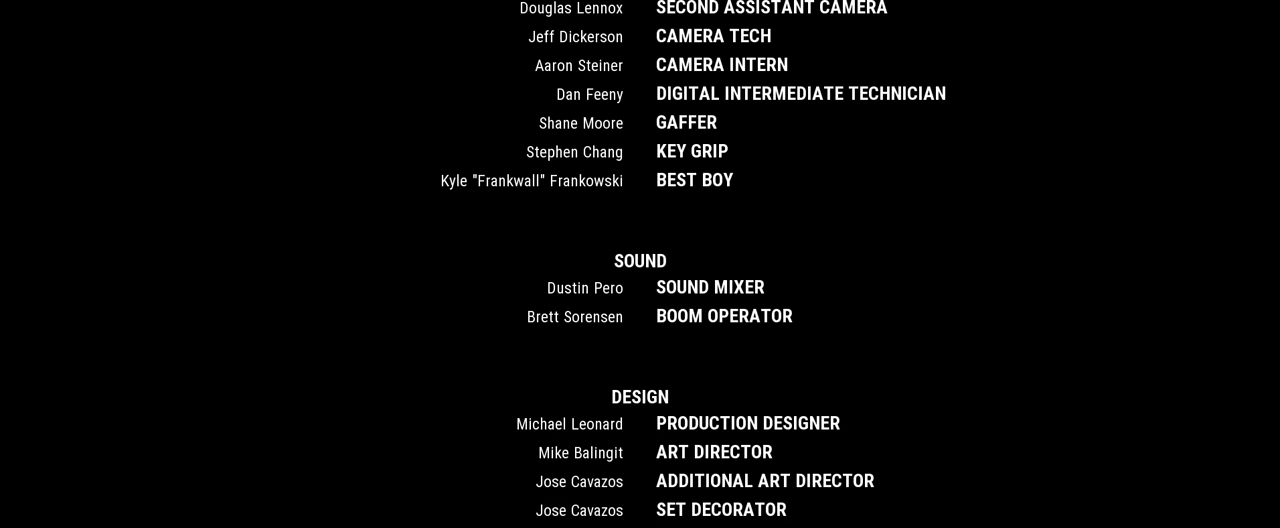 Douglas Lennox SECOND ASSISTANT CAMERA
Jeff Dickerson CAMERA TECH
Aaron Steiner CAMERA INTERN
Dan Feeny DIGITAL INTERMEDIATE TECHNICIAN
Shane Moore GAFFER
Stephen Chang KEY GRIP
Kyle "Frankwall" Frankowski BEST BOY
SOUND
Dustin Pero SOUND MIXER
Brett Sorensen BOOM OPERATOR
DESIGN
Michael Leonard PRODUCTION DESIGNER
Mike Balingit ART DIRECTOR
Jose Cavazos ADDITIONAL ART DIRECTOR
Jose Cavazos SET DECORATOR